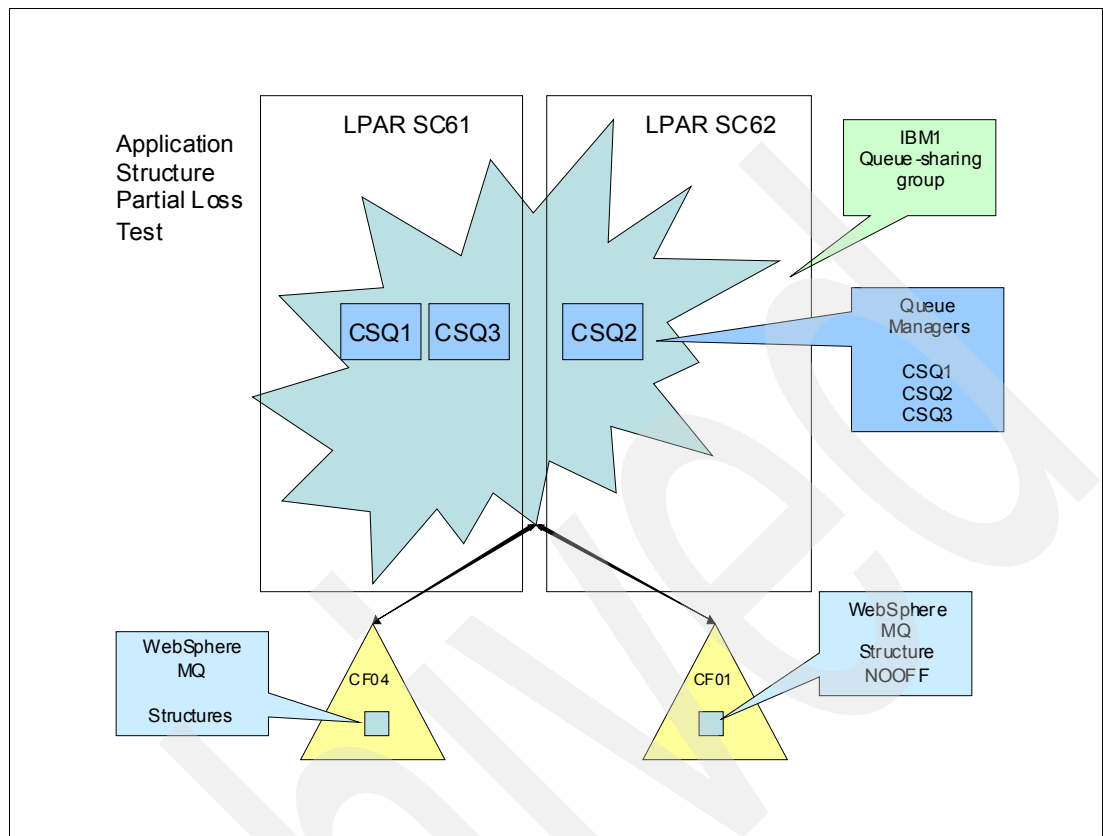 Application
Structure
Partial Loss
Test
LPAR SC61
LPAR SC62
IBM1
Queue-sharing
group
CSQ1
CSQ3
CSQ2
Queue
Managers
CSQ1
CSQ2
CSQ3
WebSphere
MQ
Structures
CF04
CF01
WebSphere
MQ
Structure
NOOFF